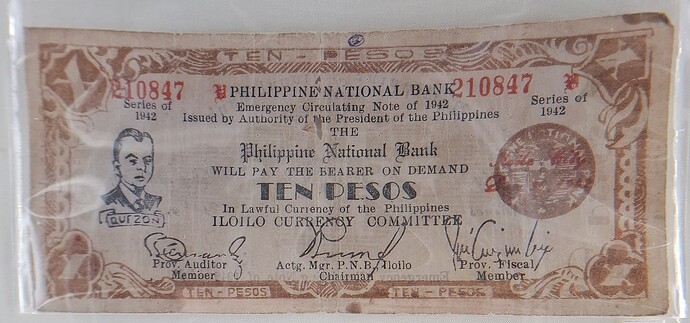 TEN - PESOS
210847 P PHILIPPINE NATIONAL BANK 210847 P
Series of 1942
Emergency Circulating Note of 1942
Series of 1942
Issued by Authority of the President of the Philippines
THE
Philippine National Bank
WILL PAY THE BEARER ON DEMAND
TEN PESOS
In Lawful Currency of the Philippines
QUEZON
ILOILO CURRENCY COMMITTEE
Prov. Auditor
Member
Actg. Mgr. P.N.B., Iloilo
Chairman
Prov. Fiscal
Member
TEN - PESOS
TEN - PESOS